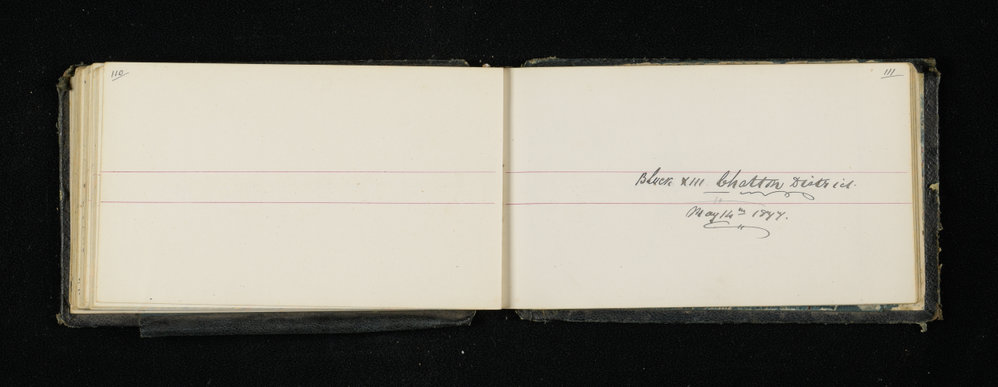 110
111
Block XIII Chatton District.
May 14th 1877.